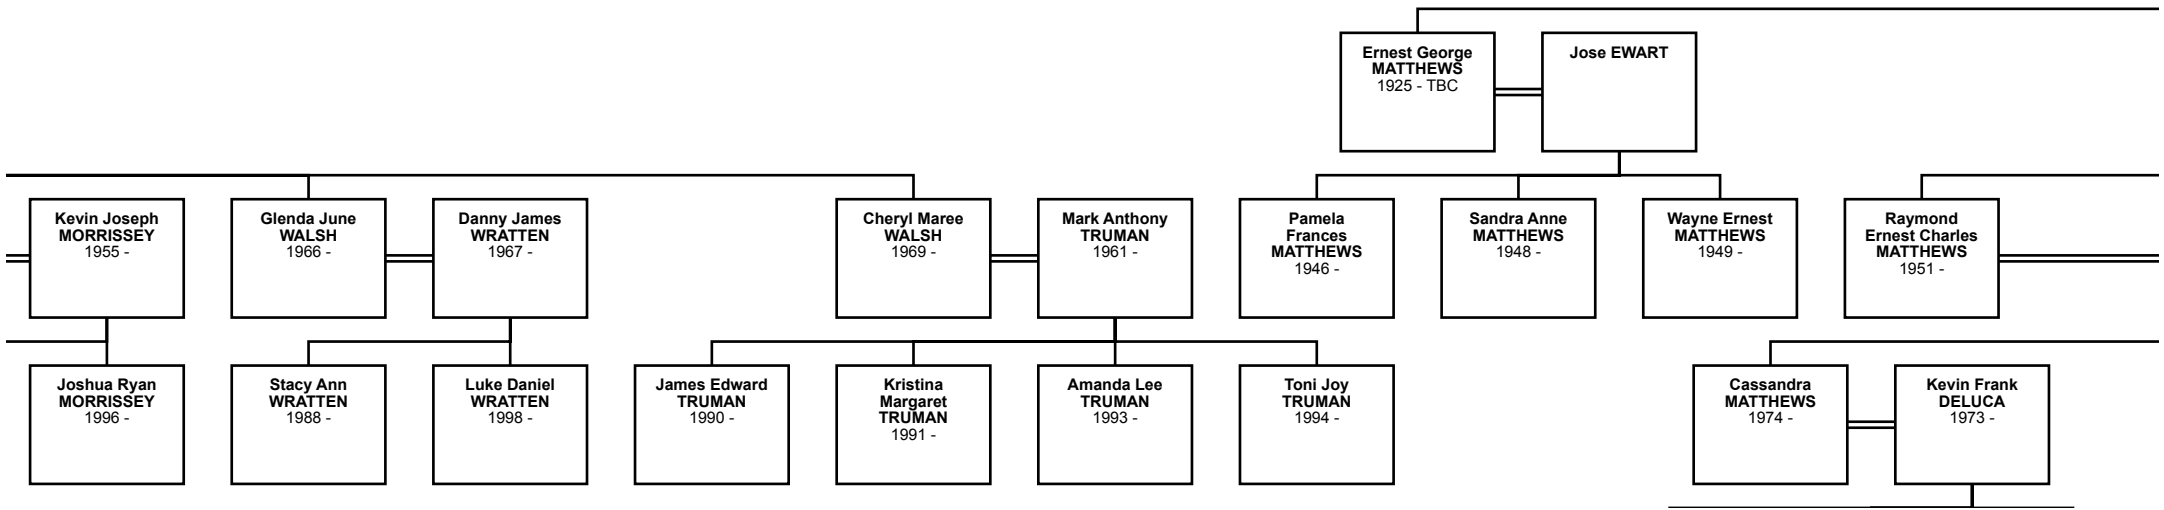 Ernest George
MATTHEWS
1925 - TBC
Jose EWART
Kevin Joseph
MORRISSEY
1955 -
Glenda June
WALSH
1966 -
Danny James
WRATTEN
1967 -
Cheryl Maree
WALSH
1969 -
Mark Anthony
TRUMAN
1961 -
Pamela
Frances
MATTHEWS
1946 -
Sandra Anne
MATTHEWS
1948 -
Wayne Ernest
MATTHEWS
1949 -
Raymond
Ernest Charles
MATTHEWS
1951 -
Joshua Ryan
MORRISSEY
1996 -
Stacy Ann
WRATTEN
1988 -
Luke Daniel
WRATTEN
1998 -
James Edward
TRUMAN
1990 -
Kristina
Margaret
TRUMAN
1991 -
Amanda Lee
TRUMAN
1993 -
Toni Joy
TRUMAN
1994 -
Cassandra
MATTHEWS
1974 -
Kevin Frank
DELUCA
1973 -